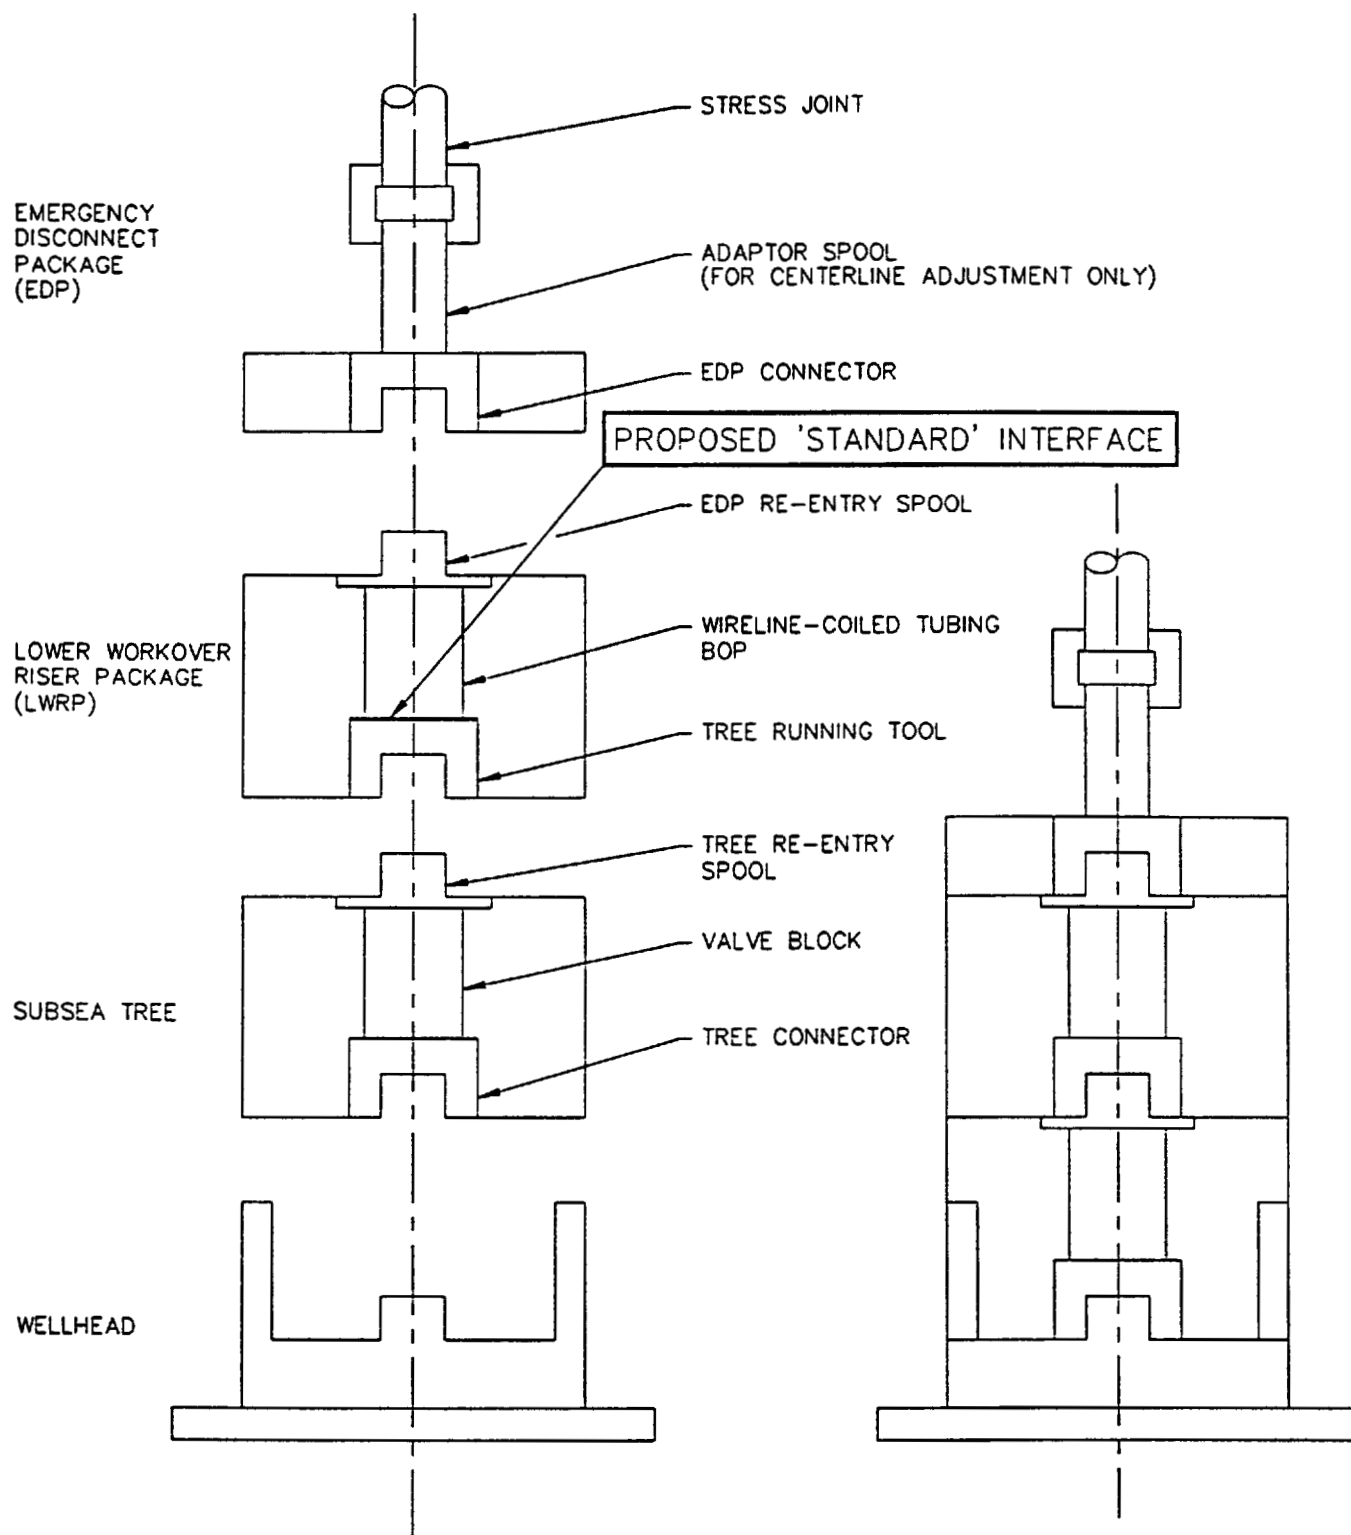 STRESS JOINT
EMERGENCY
DISCONNECT
PACKAGE
(EDP)
ADAPTOR SPOOL
(FOR CENTERLINE ADJUSTMENT ONLY)
EDP CONNECTOR
PROPOSED 'STANDARD' INTERFACE
EDP RE-ENTRY SPOOL
LOWER WORKOVER
RISER PACKAGE
(LWRP)
WIRELINE-COILED TUBING
BOP
TREE RUNNING TOOL
TREE RE-ENTRY
SPOOL
VALVE BLOCK
SUBSEA TREE
TREE CONNECTOR
WELLHEAD